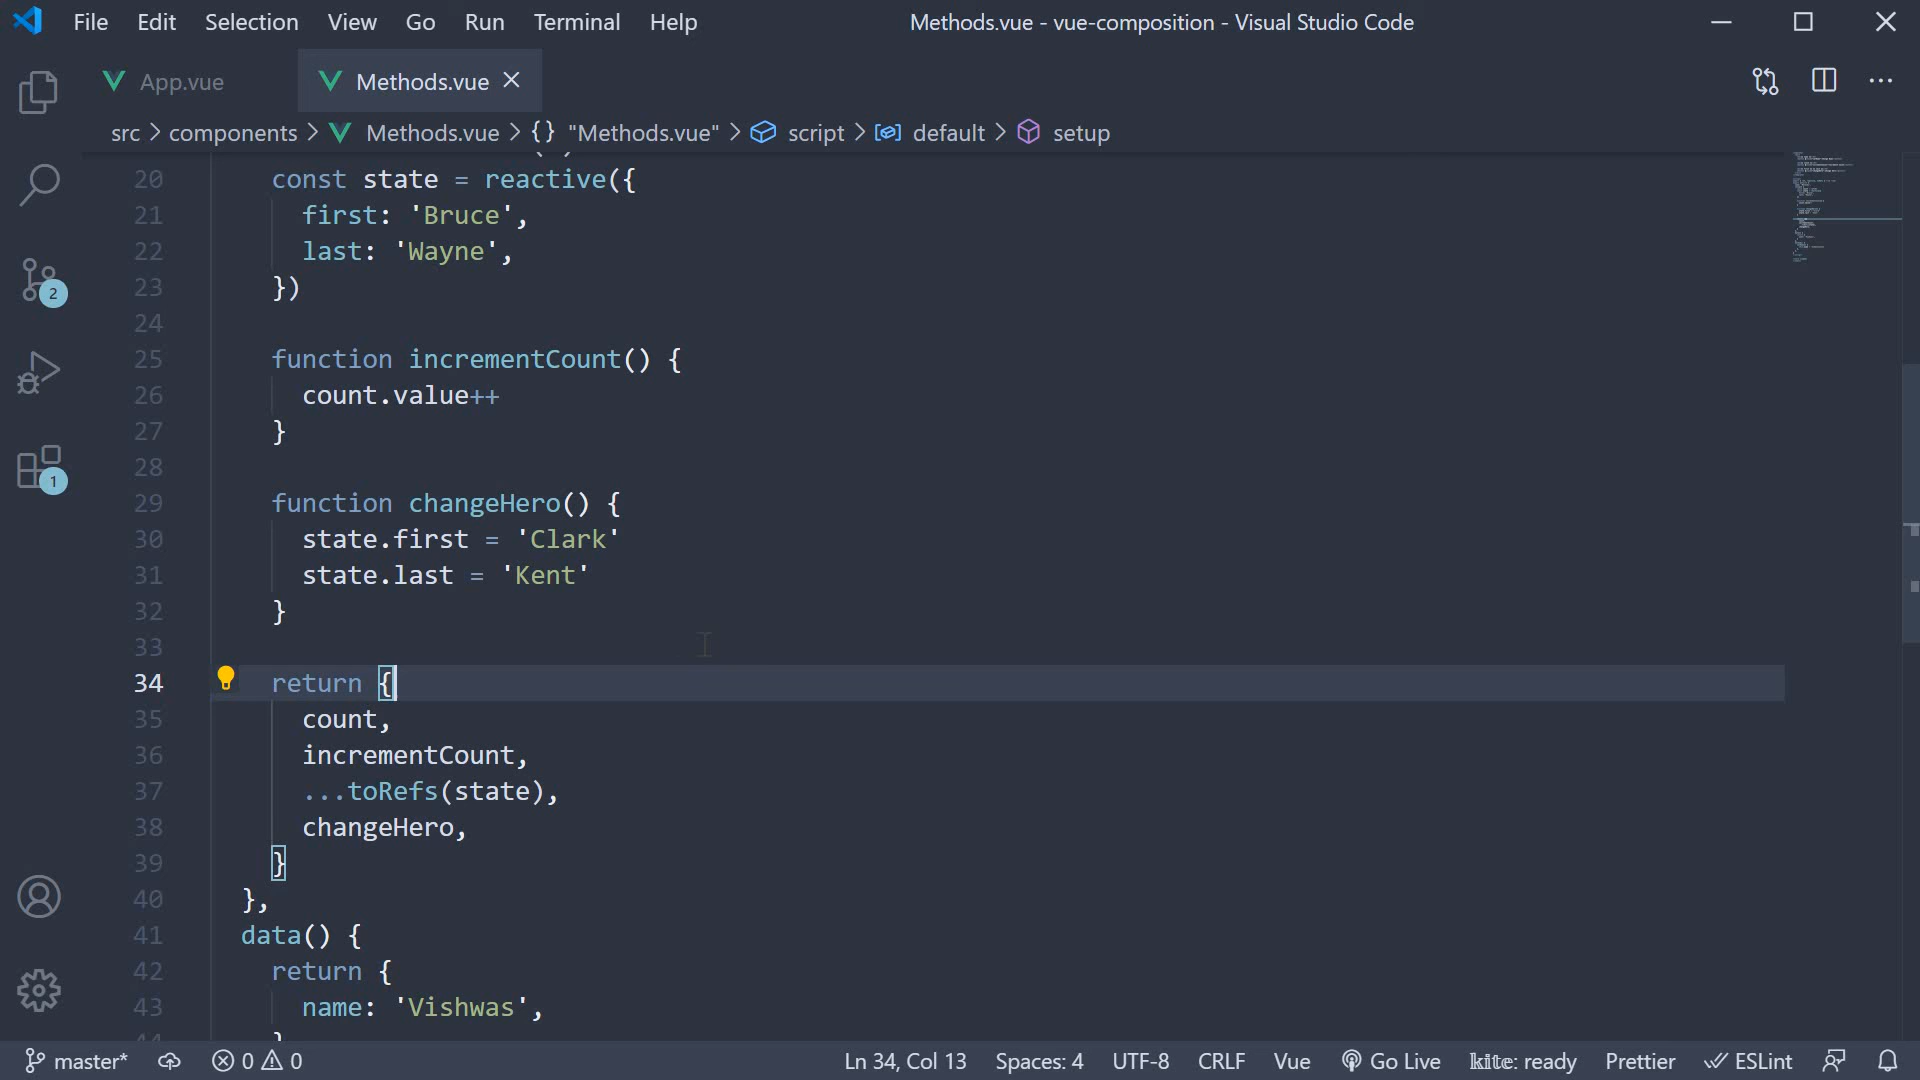 File Edit Selection View Go Run Terminal Help Methods.vue - vue-composition - Visual Studio Code
App.vue Methods.vue
src > components > Methods.vue > {} "Methods.vue" > script > default > setup
20 const state = reactive({
21 first: 'Bruce',
22 last: 'Wayne',
23 })
24
25 function incrementCount() {
26 count.value++
27 }
28
29 function changeHero() {
30 state.first = 'Clark'
31 state.last = 'Kent'
32 }
33
34 return {
35 count,
36 incrementCount,
37 ...toRefs(state),
38 changeHero,
39 }
40 },
41 data() {
42 return {
43 name: 'Vishwas',
44 }
2
1
master* 0 0 Ln 34, Col 13 Spaces: 4 UTF-8 CRLF Vue Go Live kite: ready Prettier ESLint